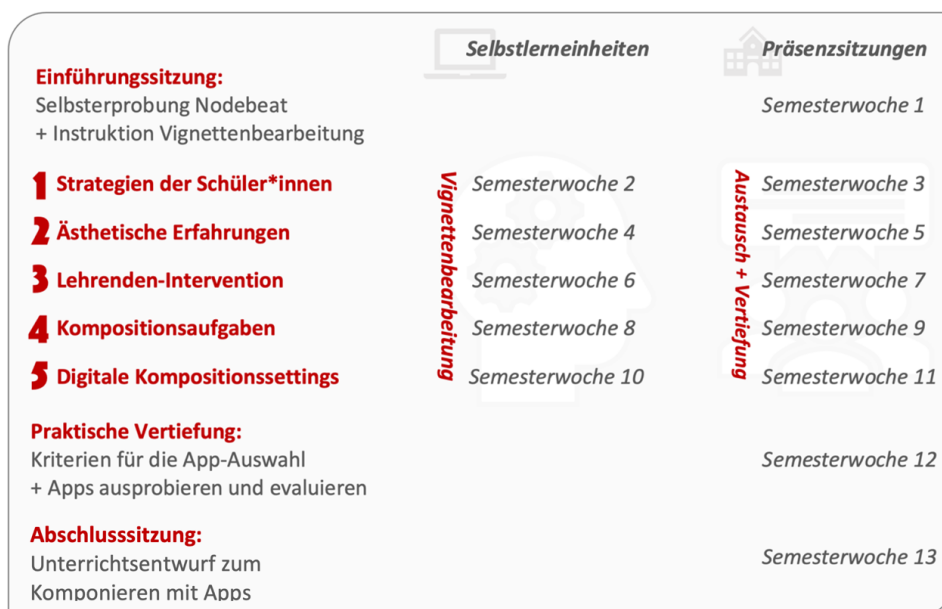 Selbstlerneinheiten Präsenzsitzungen
Einführungssitzung:
Selbsterprobung Nodebeat
+ Instruktion Vignettenbearbeitung
Semesterwoche 1
Vignettenbearbeitung
Austausch + Vertiefung
1 Strategien der Schüler*innen Semesterwoche 2 Semesterwoche 3
2 Ästhetische Erfahrungen Semesterwoche 4 Semesterwoche 5
3 Lehrenden-Intervention Semesterwoche 6 Semesterwoche 7
4 Kompositionsaufgaben Semesterwoche 8 Semesterwoche 9
5 Digitale Kompositionssettings Semesterwoche 10 Semesterwoche 11
Praktische Vertiefung:
Kriterien für die App-Auswahl Semesterwoche 12
+ Apps ausprobieren und evaluieren
Abschlusssitzung:
Unterrichtsentwurf zum Semesterwoche 13
Komponieren mit Apps